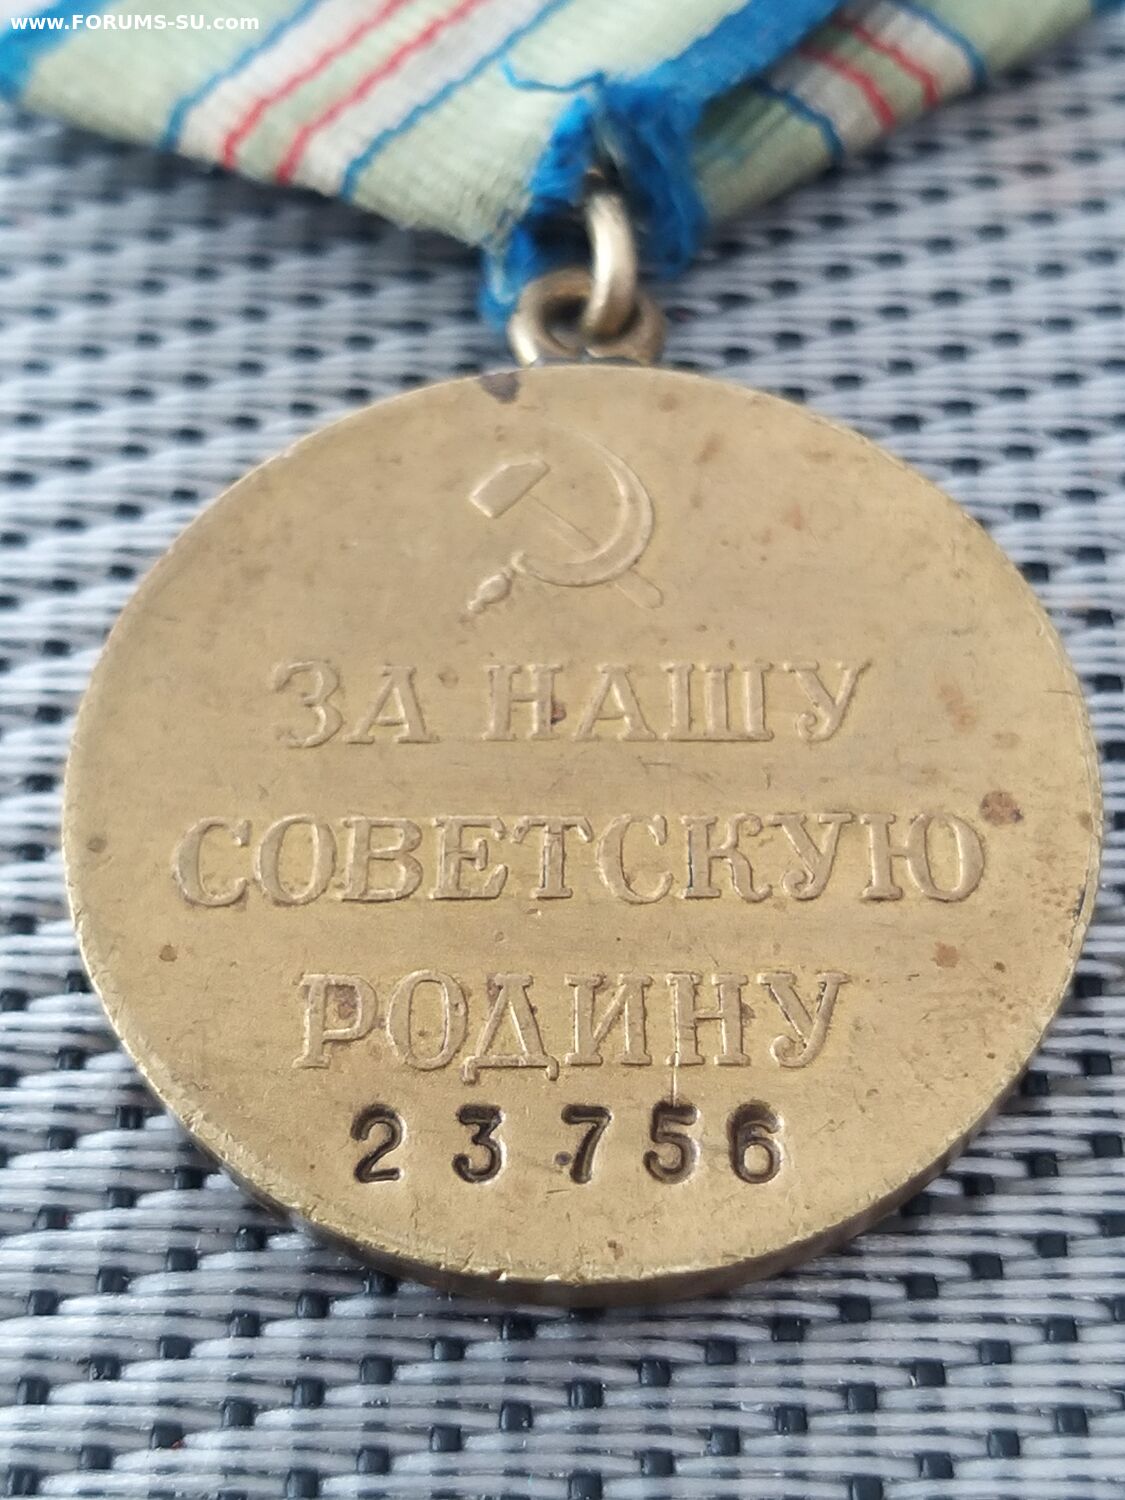 www.FORUMS-SU.com
ЗА НАШУ
СОВЕТСКУЮ
РОДИНУ
23756